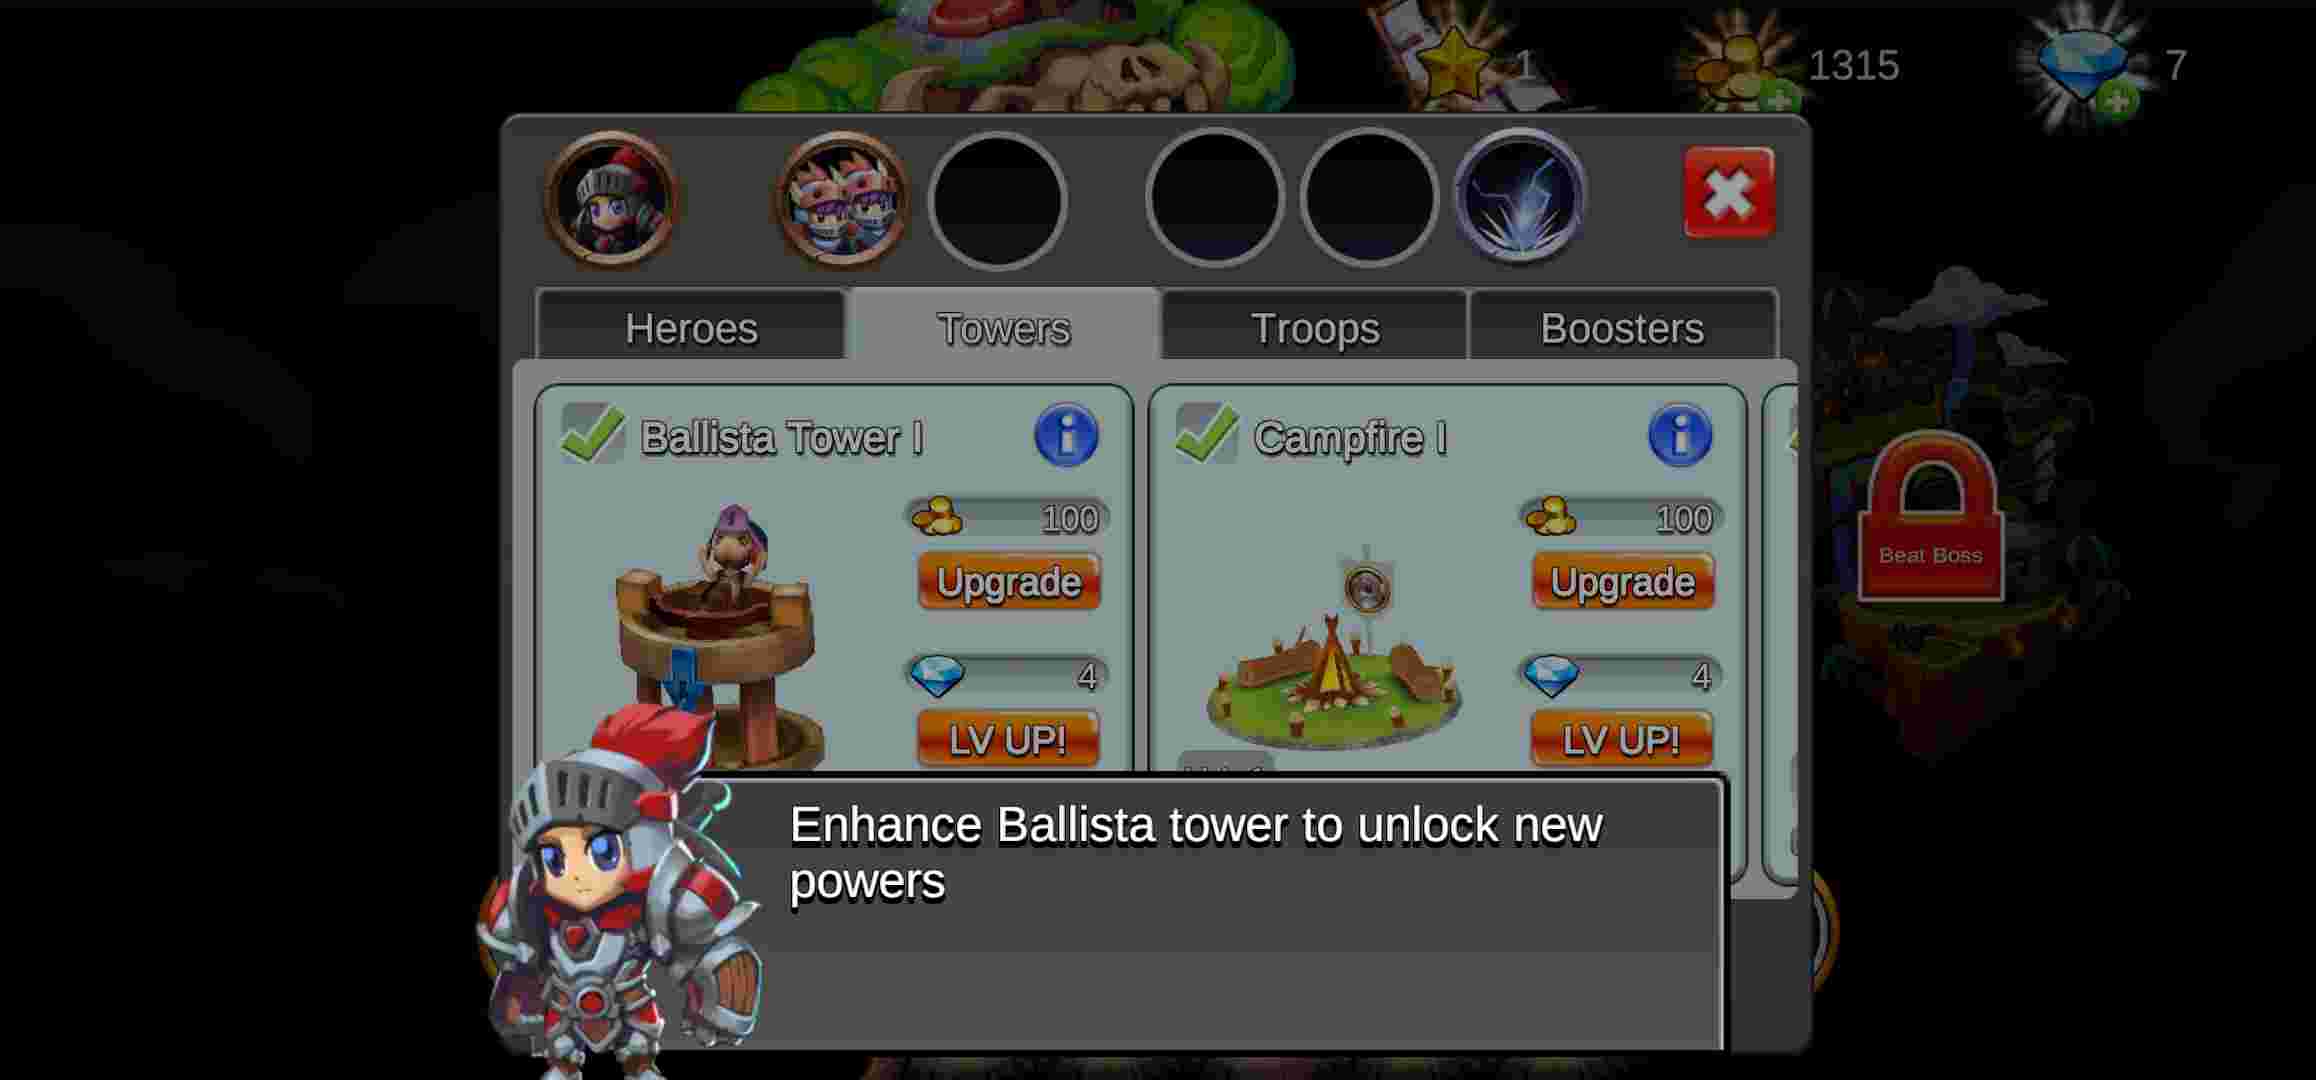 1
1315
7
Heroes
Towers
Troops
Boosters
Ballista Tower I
Campfire I
100
100
Upgrade
Upgrade
Beat Boss
4
4
LV UP!
LV UP!
Enhance Ballista tower to unlock new
powers